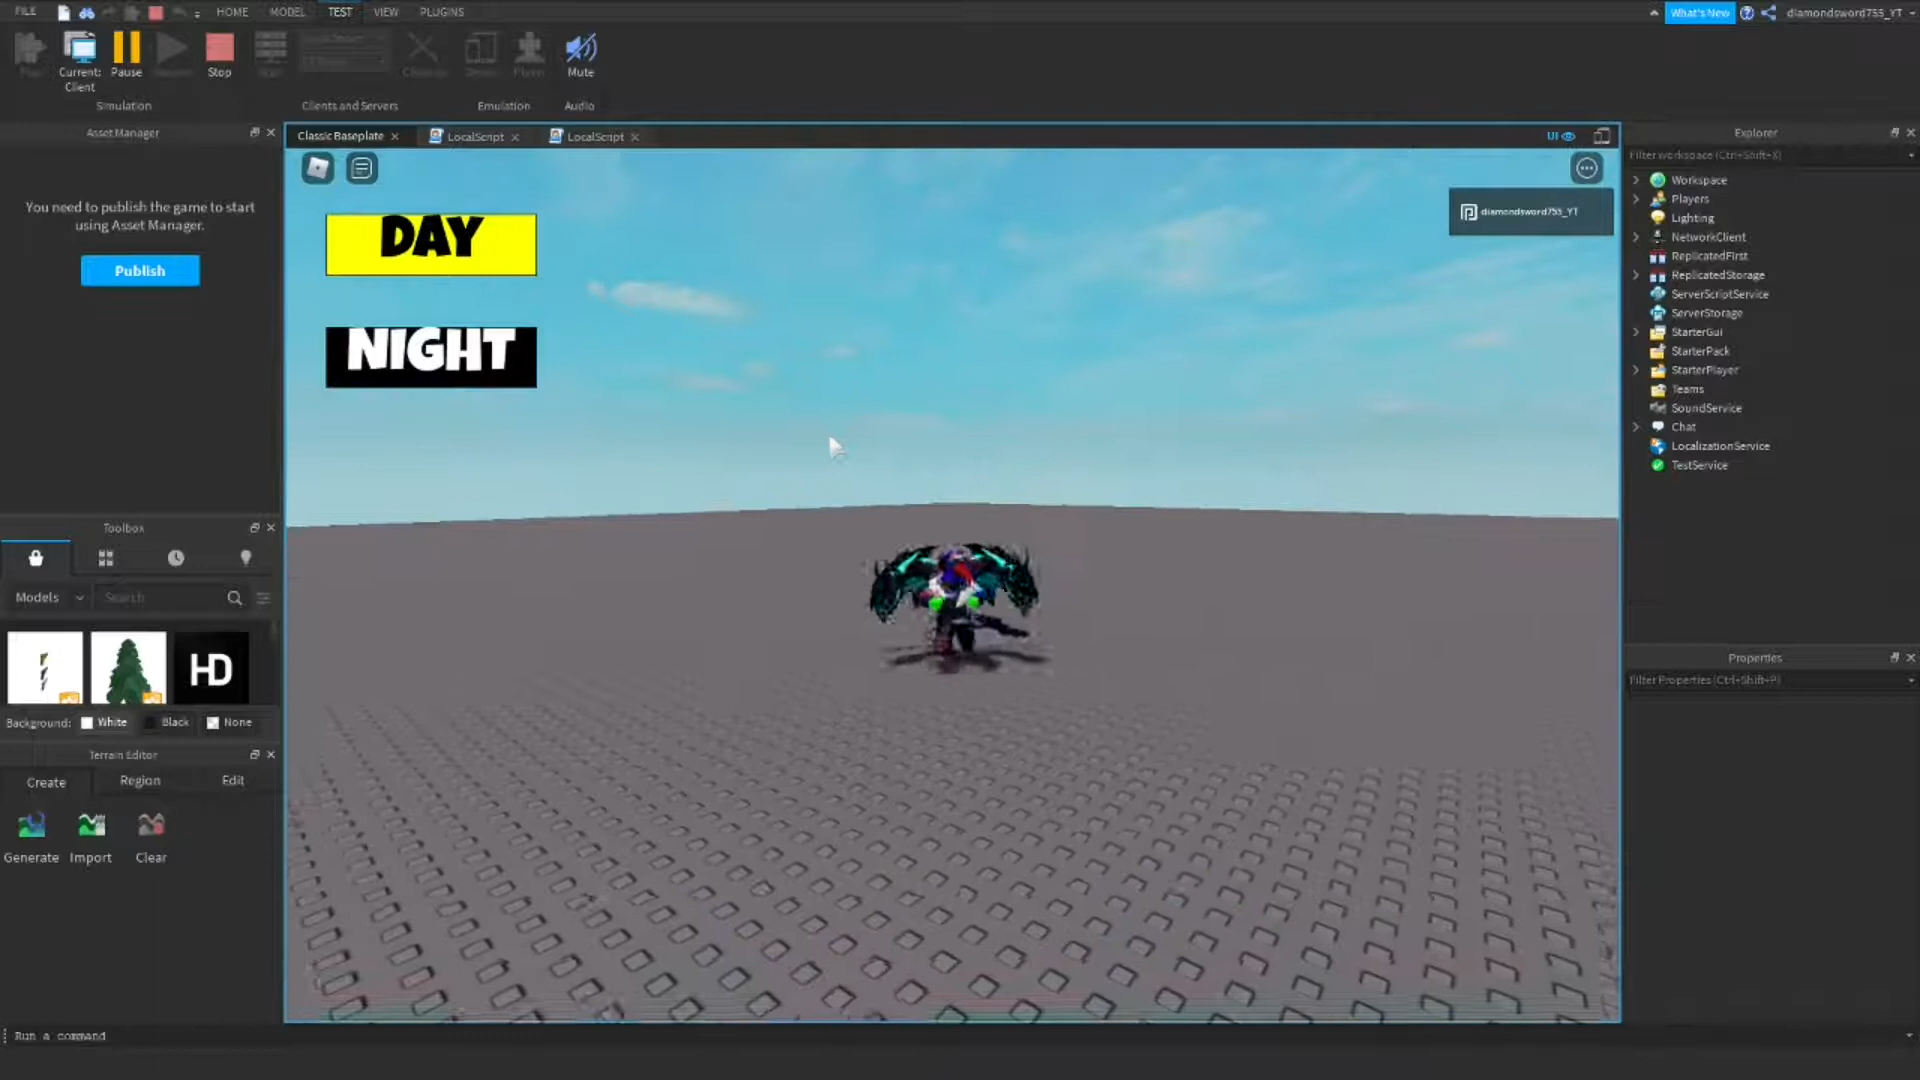 FILE HOME MODEL TEST VIEW PLUGINS What's New diamondsword755_YT
Current: Client Pause Stop Mute
Simulation Clients and Servers Emulation Audio
Asset Manager
You need to publish the game to start
using Asset Manager.
Publish
Toolbox
Models Search
HD
Background: White Black None
Terrain Editor
Create Region Edit
Generate Import Clear
Classic Baseplate LocalScript LocalScript UI
DAY
NIGHT
diamondsword755_YT
Explorer
Filter workspace (Ctrl+Shift+X)
Workspace
Players
Lighting
NetworkClient
ReplicatedFirst
ReplicatedStorage
ServerScriptService
ServerStorage
StarterGui
StarterPack
StarterPlayer
Teams
SoundService
Chat
LocalizationService
TestService
Properties
Filter Properties (Ctrl+Shift+P)
Run a command